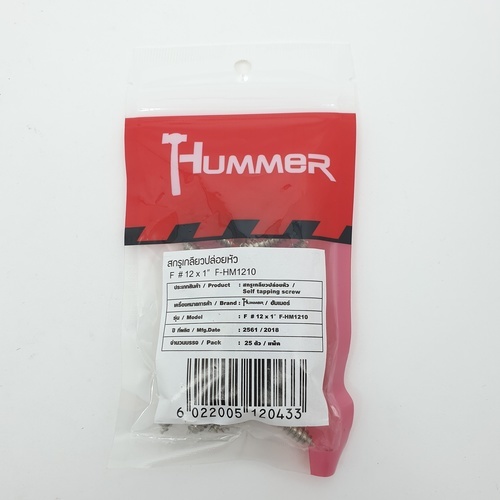 HUMMER
สกรูเกลียวปล่อยหัว
F # 12 x 1" F-HM1210
ประเภทสินค้า / Product : สกรูเกลียวปล่อยหัว /
Self tapping screw
เครื่องหมายการค้า / Brand : HUMMER / ฮัมเมอร์
รุ่น / Model : F # 12 x 1" F-HM1210
ปี ที่ผลิต / Mfg.Date : 2561 / 2018
จำนวนบรรจุ / Pack : 25 ตัว / แพ็ค
6 022005 120433